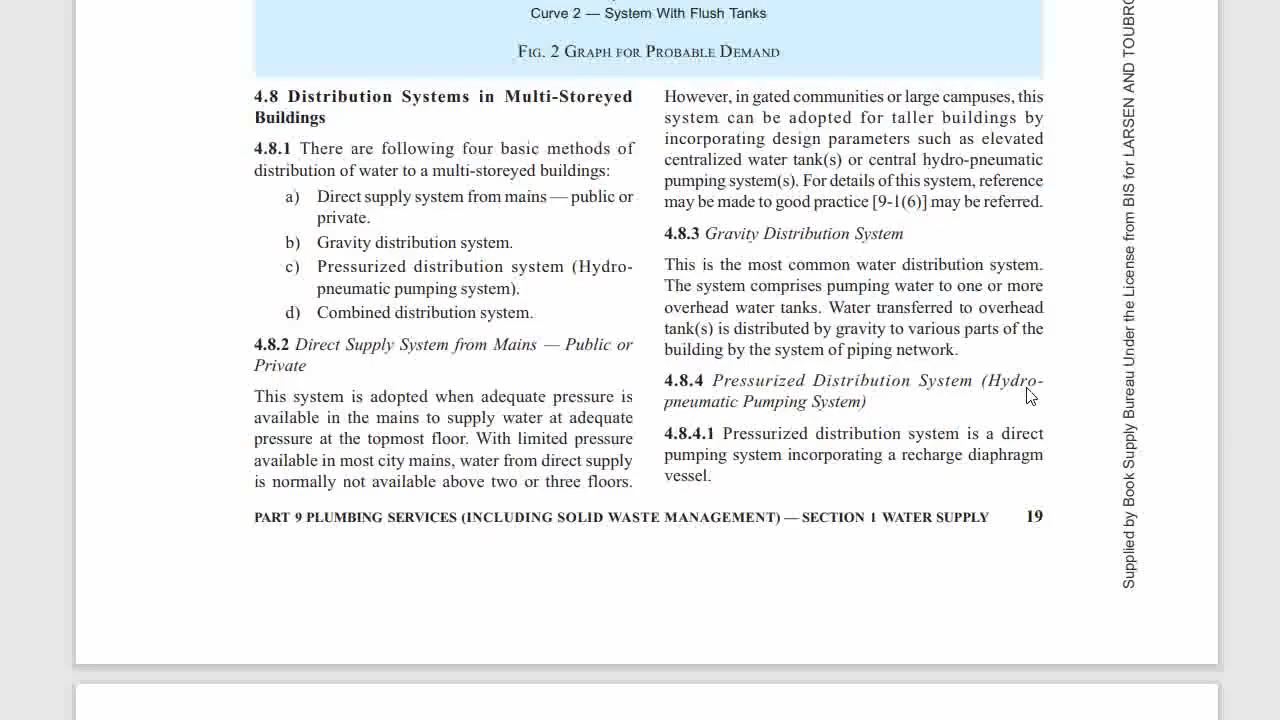 Curve 2 — System With Flush Tanks
FIG. 2 GRAPH FOR PROBABLE DEMAND
4.8 Distribution Systems in Multi-Storeyed
Buildings
4.8.1 There are following four basic methods of
distribution of water to a multi-storeyed buildings:
a) Direct supply system from mains — public or
private.
b) Gravity distribution system.
c) Pressurized distribution system (Hydro-
pneumatic pumping system).
d) Combined distribution system.
4.8.2 Direct Supply System from Mains — Public or
Private
This system is adopted when adequate pressure is
available in the mains to supply water at adequate
pressure at the topmost floor. With limited pressure
available in most city mains, water from direct supply
is normally not available above two or three floors.
However, in gated communities or large campuses, this
system can be adopted for taller buildings by
incorporating design parameters such as elevated
centralized water tank(s) or central hydro-pneumatic
pumping system(s). For details of this system, reference
may be made to good practice [9-1(6)] may be referred.
4.8.3 Gravity Distribution System
This is the most common water distribution system.
The system comprises pumping water to one or more
overhead water tanks. Water transferred to overhead
tank(s) is distributed by gravity to various parts of the
building by the system of piping network.
4.8.4 Pressurized Distribution System (Hydro-
pneumatic Pumping System)
4.8.4.1 Pressurized distribution system is a direct
pumping system incorporating a recharge diaphragm
vessel.
PART 9 PLUMBING SERVICES (INCLUDING SOLID WASTE MANAGEMENT) — SECTION 1 WATER SUPPLY 19
Supplied by Book Supply Bureau Under the License from BIS for LARSEN AND TOUBRO